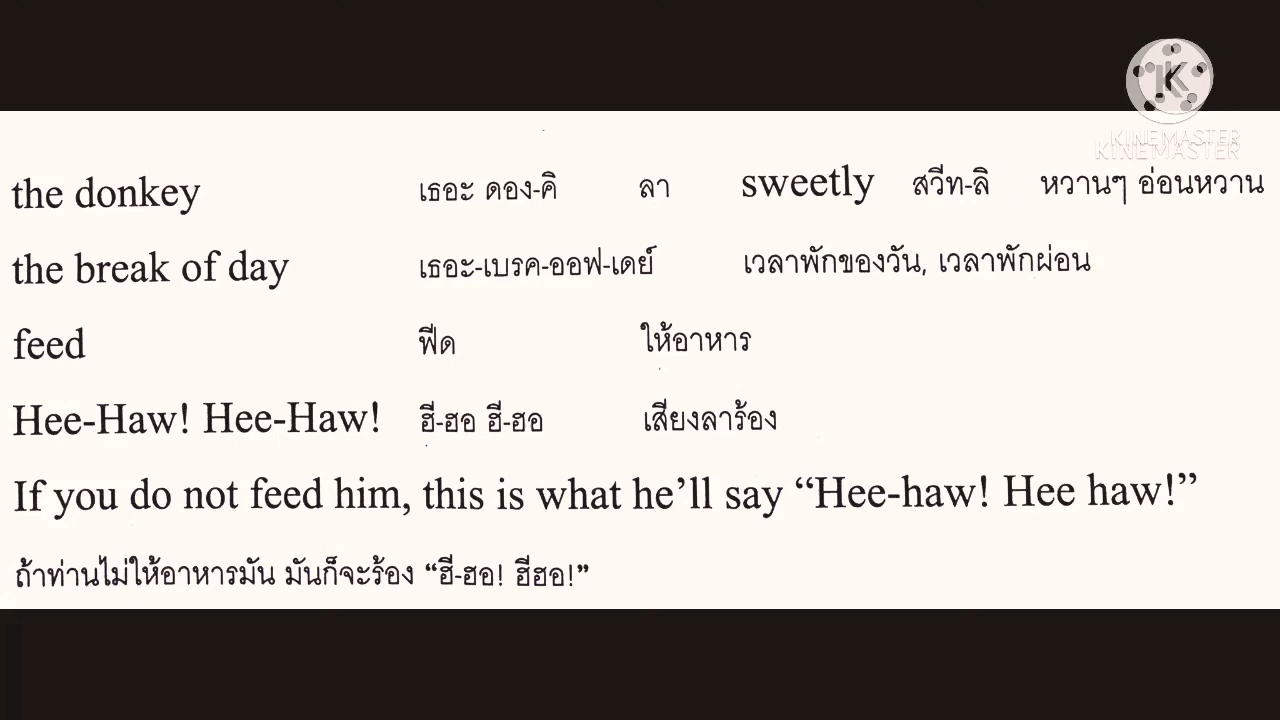 K
KINEMASTER
KINEMASTER
the donkey เธอะ ดอง-คิ ลา sweetly สวีท-ลิ หวานๆ อ่อนหวาน
the break of day เธอะ-เบรค-ออฟ-เดย์ เวลาพักของวัน, เวลาพักผ่อน
feed ฟีด ให้อาหาร
Hee-Haw! Hee-Haw! ฮี-ฮอ ฮี-ฮอ เสียงลาร้อง
If you do not feed him, this is what he’ll say “Hee-haw! Hee haw!”
ถ้าท่านไม่ให้อาหารมัน มันก็จะร้อง “ฮี-ฮอ! ฮีฮอ!”